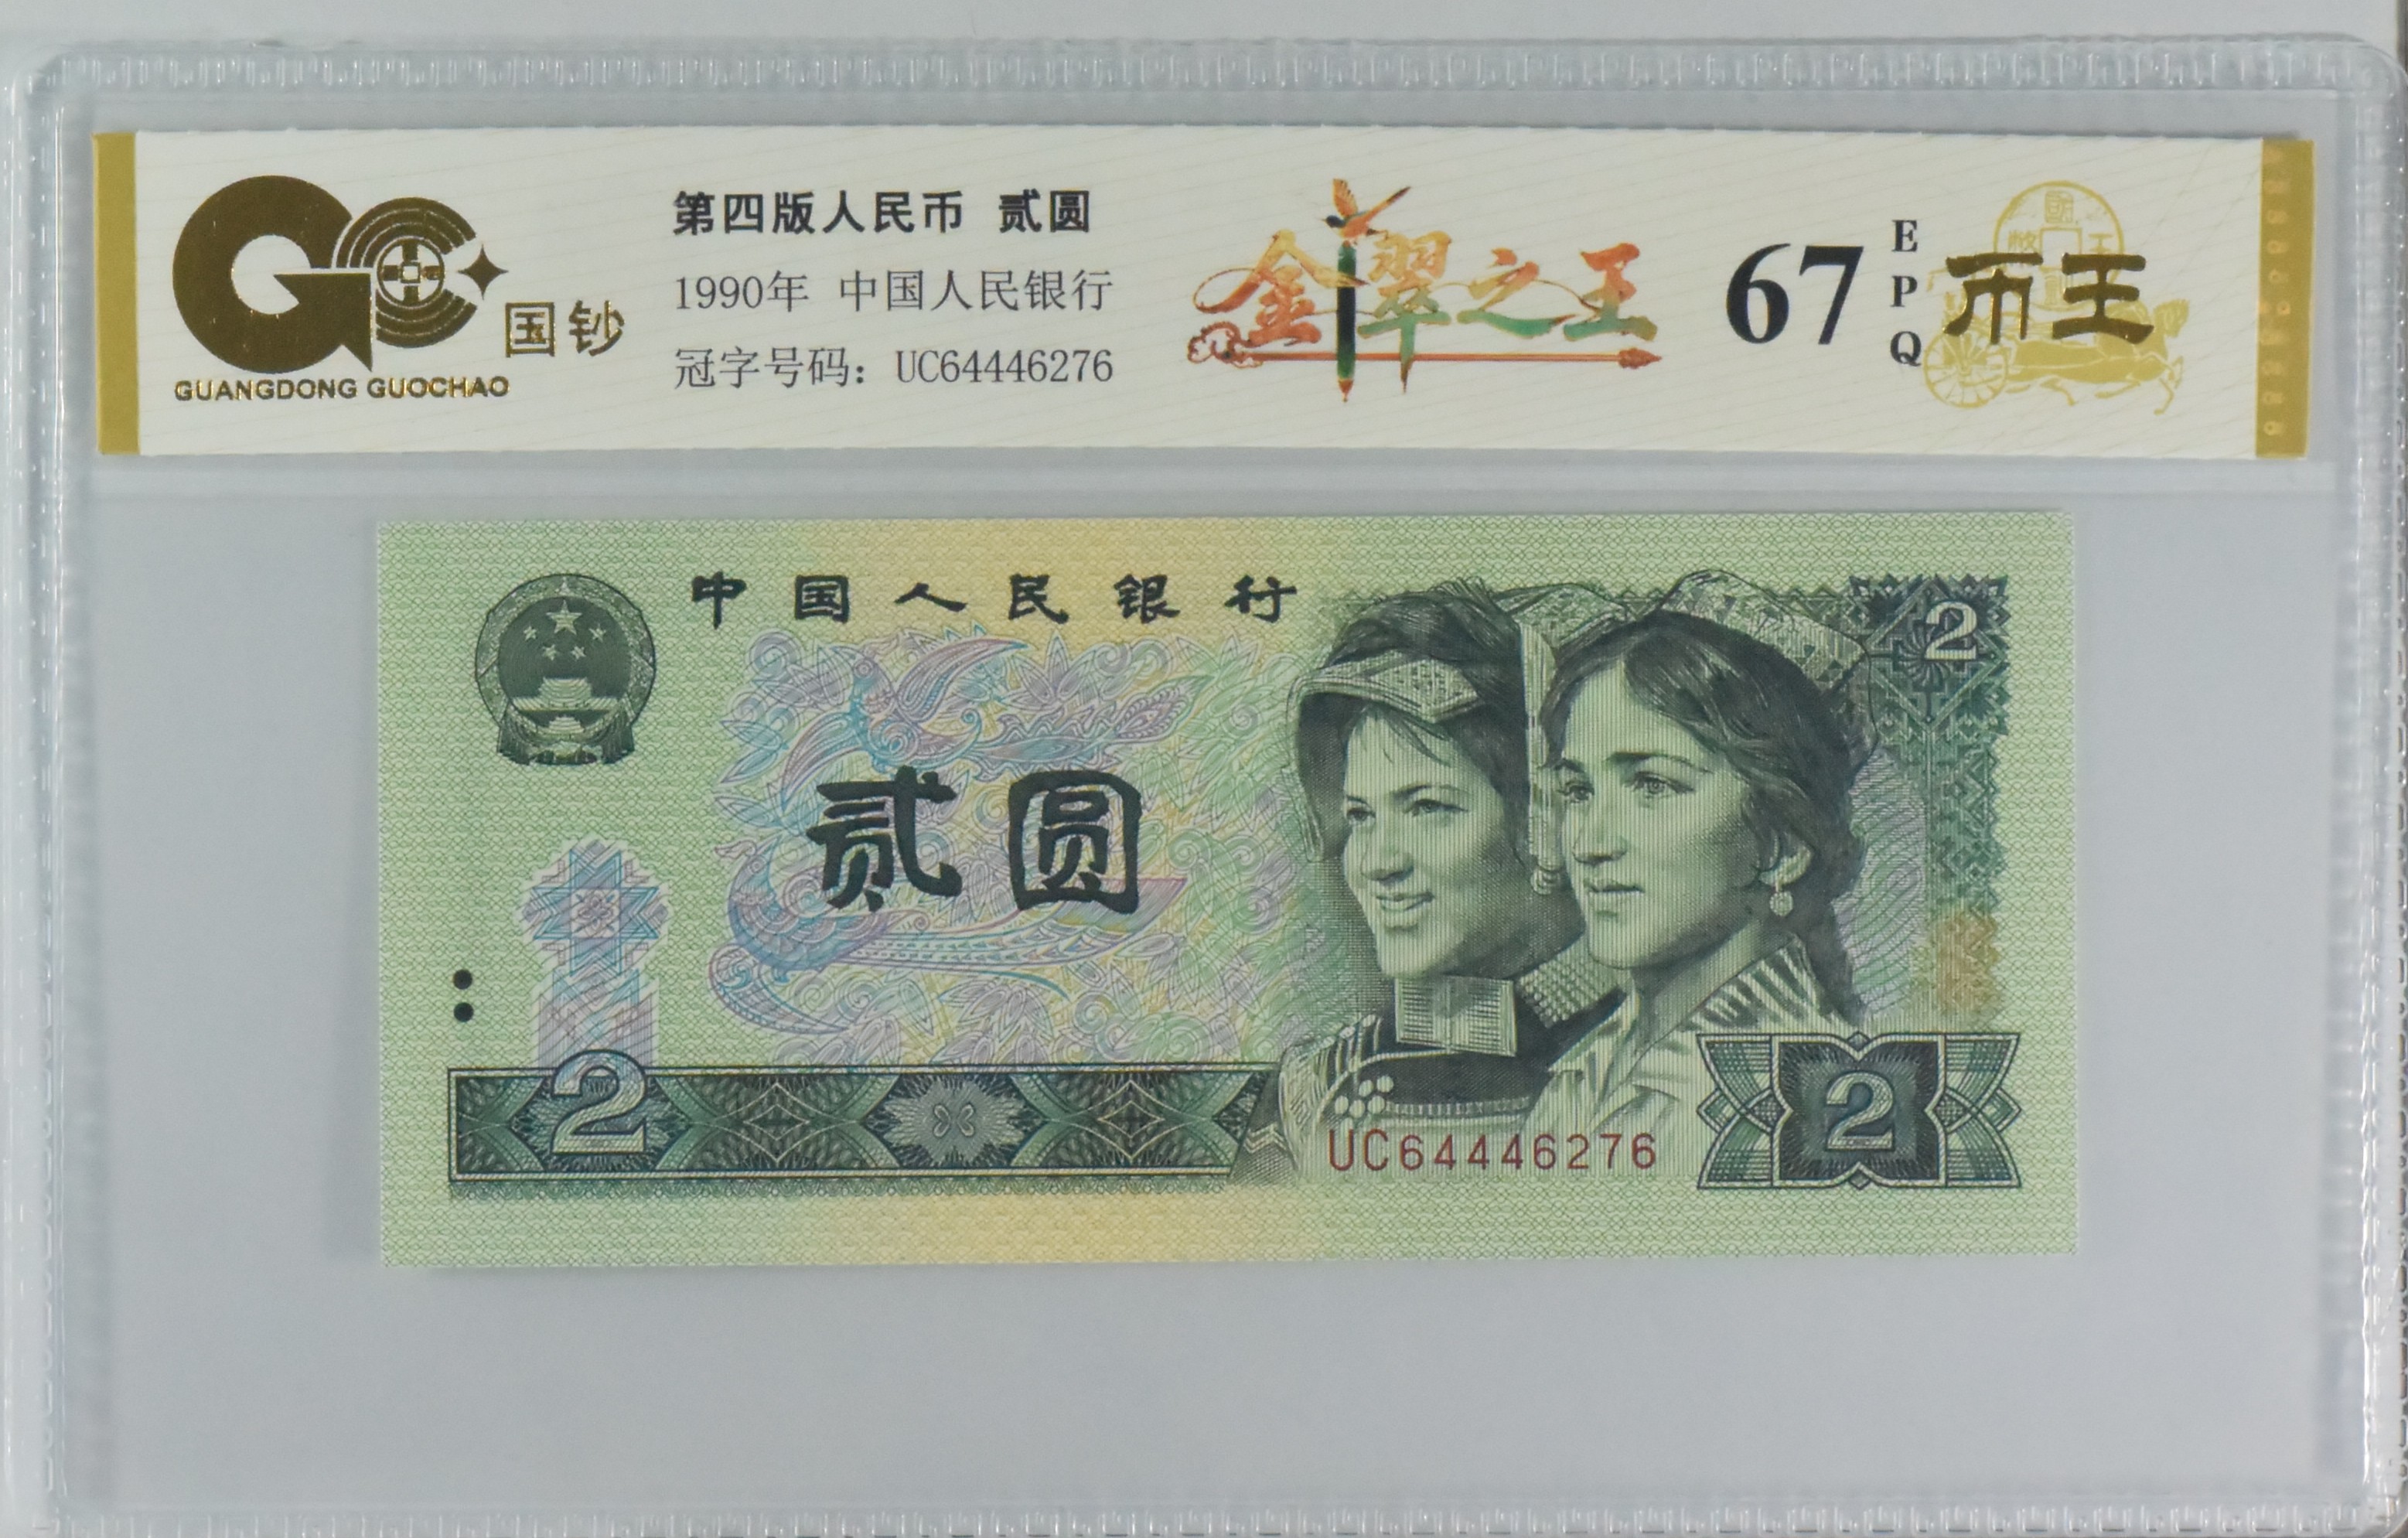 国钞
GUANGDONG GUOCHAO
第四版人民币 贰圆
1990年 中国人民银行
冠字号码：UC64446276
金翠之王
67
EPQ
币王
中国人民银行
2
贰圆
2
UC64446276
2